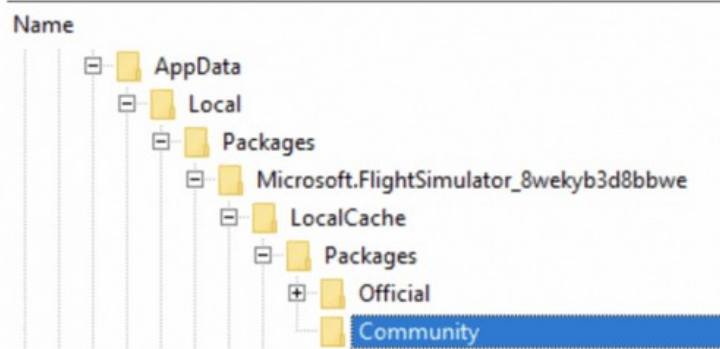 Name
AppData
Local
Packages
Microsoft.FlightSimulator_8wekyb3d8bbwe
LocalCache
Packages
Official
Community